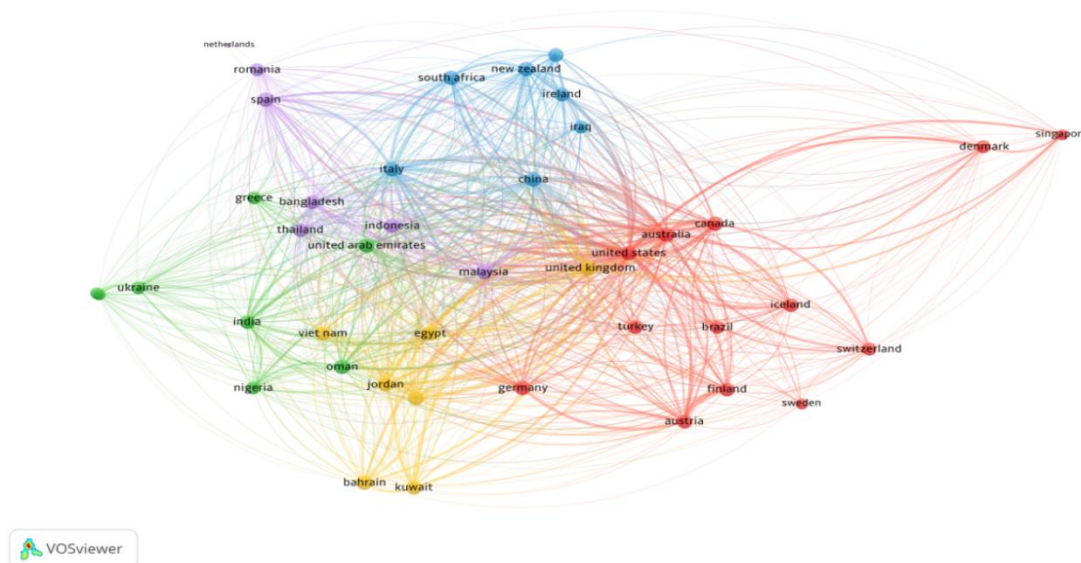 netherlands
romania
spain
south africa
new zealand
ireland
iraq
italy
china
denmark
singapor
greece
bangladesh
thailand
indonesia
united arab emirates
malaysia
canada
australia
united states
united kingdom
ukraine
india
viet nam
egypt
oman
nigeria
jordan
bahrain
kuwait
turkey
brazil
iceland
switzerland
germany
finland
sweden
austria
VOSviewer